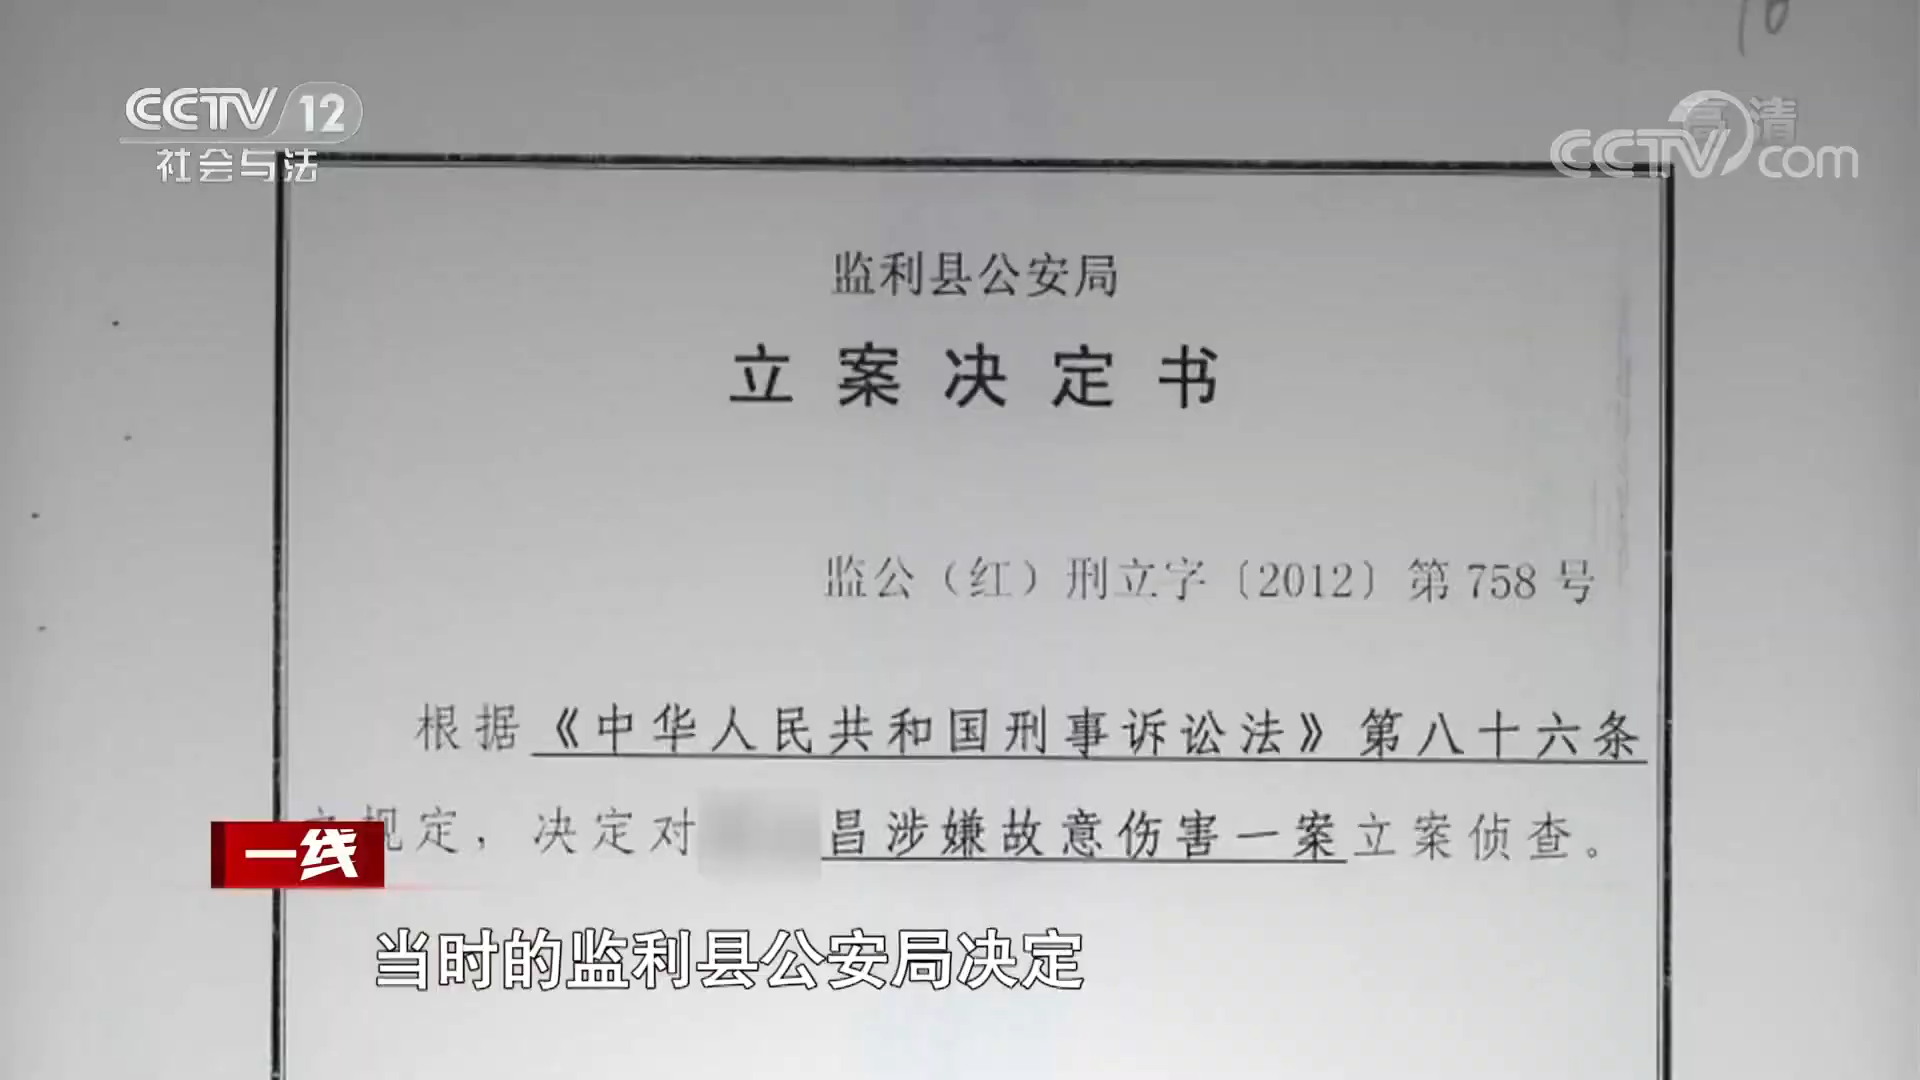 10
CCTV 12
社会与法
高清
CCTV com
监利县公安局
立案决定书
监公（红）刑立字〔2012〕第758号
根据《中华人民共和国刑事诉讼法》第八十六条
规定，决定对 昌涉嫌故意伤害一案立案侦查。
一线
当时的监利县公安局决定